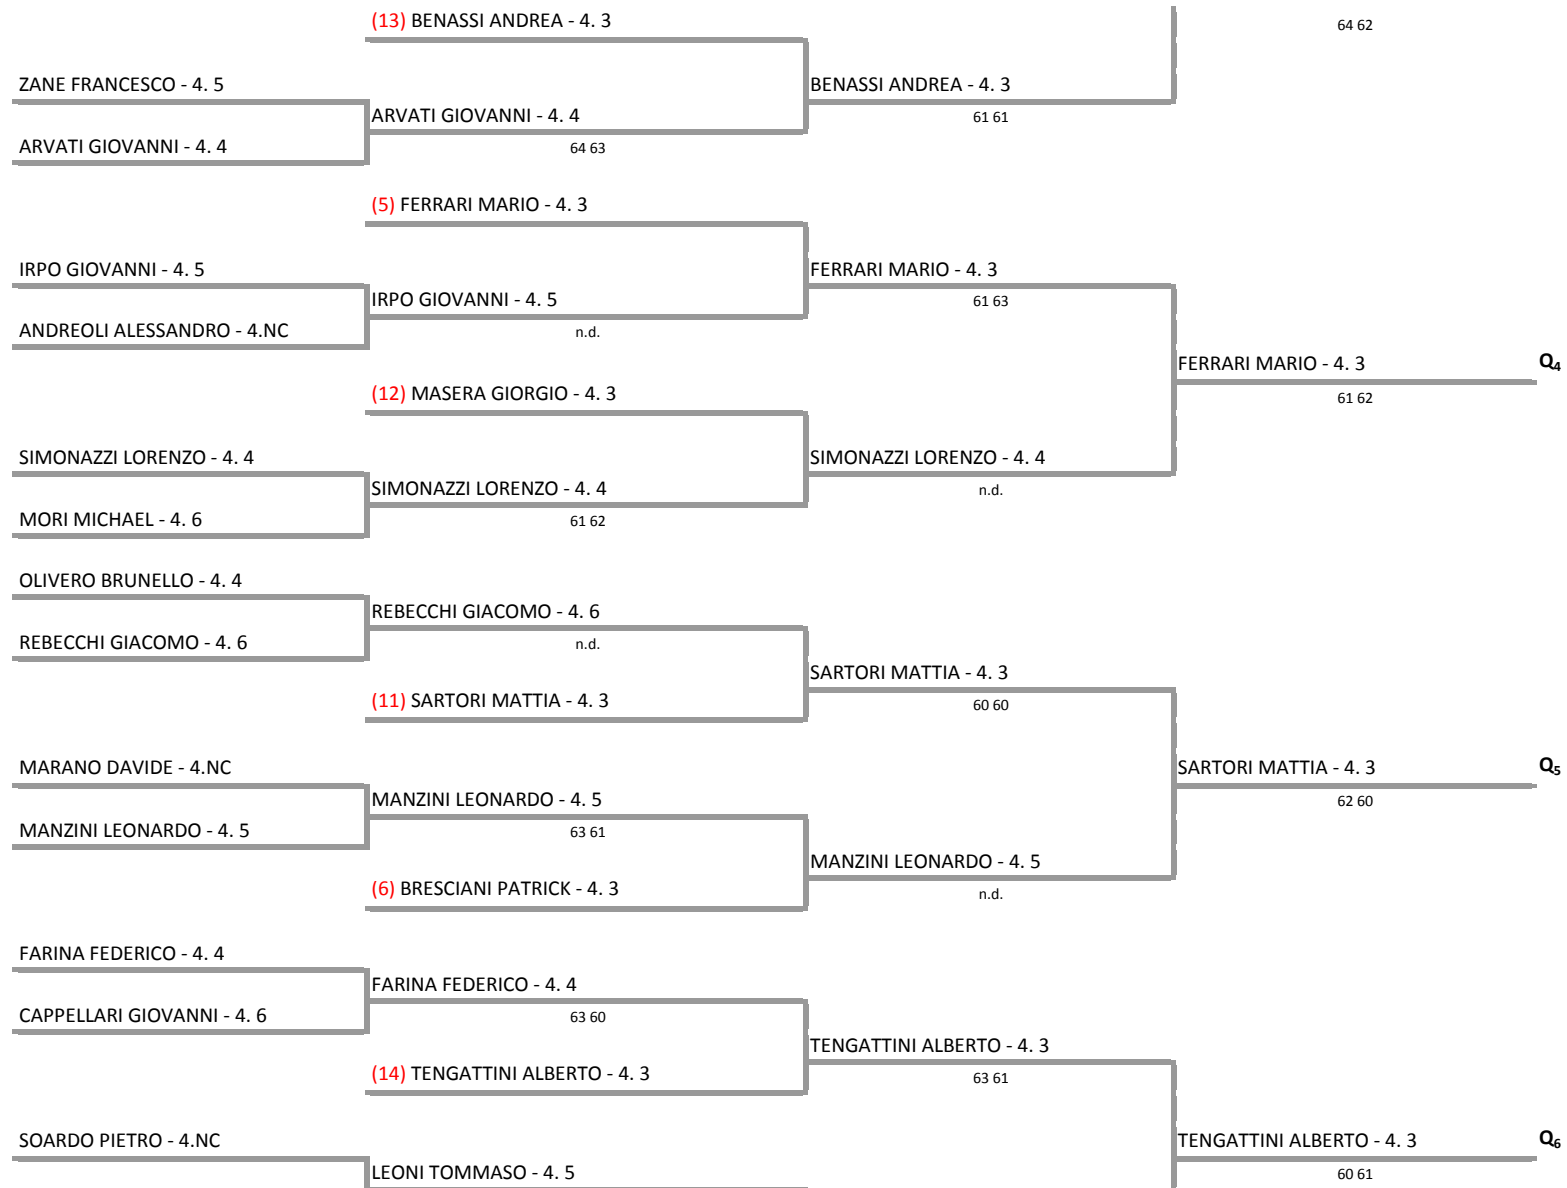 (13) BENASSI ANDREA - 4. 3
64 62
ZANE FRANCESCO - 4. 5
BENASSI ANDREA - 4. 3
ARVATI GIOVANNI - 4. 4
61 61
ARVATI GIOVANNI - 4. 4
64 63
(5) FERRARI MARIO - 4. 3
IRPO GIOVANNI - 4. 5
FERRARI MARIO - 4. 3
IRPO GIOVANNI - 4. 5
61 63
ANDREOLI ALESSANDRO - 4.NC
n.d.
FERRARI MARIO - 4. 3
Q4
(12) MASERA GIORGIO - 4. 3
61 62
SIMONAZZI LORENZO - 4. 4
SIMONAZZI LORENZO - 4. 4
SIMONAZZI LORENZO - 4. 4
n.d.
MORI MICHAEL - 4. 6
61 62
OLIVERO BRUNELLO - 4. 4
REBECCHI GIACOMO - 4. 6
REBECCHI GIACOMO - 4. 6
n.d.
SARTORI MATTIA - 4. 3
(11) SARTORI MATTIA - 4. 3
60 60
MARANO DAVIDE - 4.NC
SARTORI MATTIA - 4. 3
Q5
MANZINI LEONARDO - 4. 5
62 60
MANZINI LEONARDO - 4. 5
63 61
MANZINI LEONARDO - 4. 5
(6) BRESCIANI PATRICK - 4. 3
n.d.
FARINA FEDERICO - 4. 4
FARINA FEDERICO - 4. 4
CAPPELLARI GIOVANNI - 4. 6
63 60
TENGATTINI ALBERTO - 4. 3
(14) TENGATTINI ALBERTO - 4. 3
63 61
SOARDO PIETRO - 4.NC
TENGATTINI ALBERTO - 4. 3
Q6
LEONI TOMMASO - 4. 5
60 61